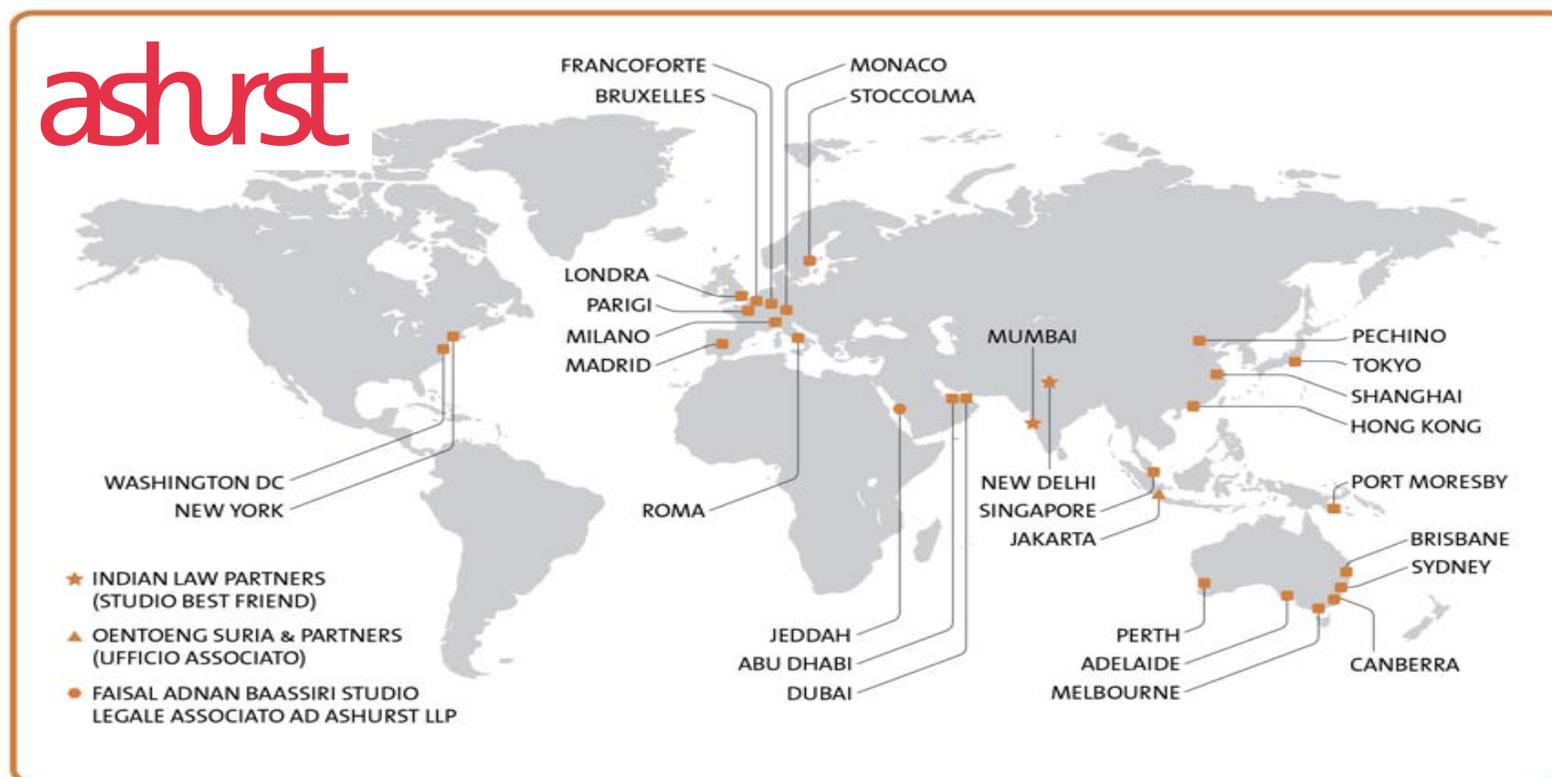 ashurst
FRANCOFORTE
BRUXELLES
MONACO
STOCCOLMA
LONDRA
PARIGI
MILANO
MADRID
MUMBAI
PECHINO
TOKYO
SHANGHAI
HONG KONG
WASHINGTON DC
NEW YORK
ROMA
NEW DELHI
SINGAPORE
JAKARTA
PORT MORESBY
BRISBANE
SYDNEY
JEDDAH
ABU DHABI
DUBAI
PERTH
ADELAIDE
MELBOURNE
CANBERRA
INDIAN LAW PARTNERS
(STUDIO BEST FRIEND)
OENTOENG SURIA & PARTNERS
(UFFICIO ASSOCIATO)
FAISAL ADNAN BAASSIRI STUDIO
LEGALE ASSOCIATO AD ASHURST LLP